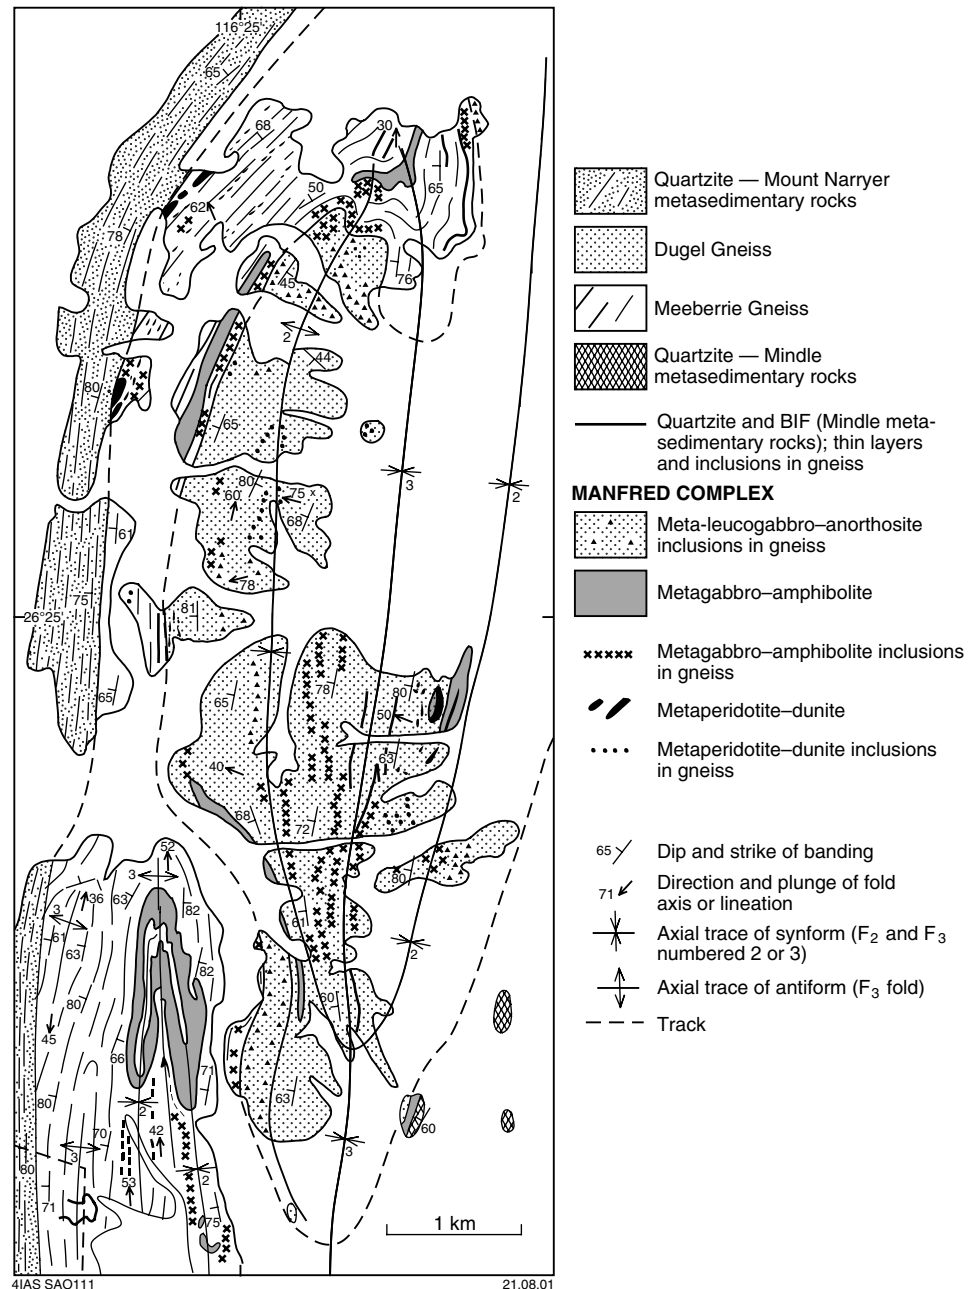 116°25'
65
68
30
50
65
62
78
76
45
2
44
80
65
3
2
80
60
75 x
68
61
78
75
81
26°25'
65
78
80
65
50
40
63
68
72
52
3
36
63
82
80
3
61
63
61
82
2
80
60
45
66
71
63
80
2
60
42
70
3
3
80
2
53
71
75
1 km
4IAS SAO111
21.08.01
Quartzite — Mount Narryer
metasedimentary rocks
Dugel Gneiss
Meeberrie Gneiss
Quartzite — Mindle
metasedimentary rocks
Quartzite and BIF (Mindle meta-
sedimentary rocks); thin layers
and inclusions in gneiss
MANFRED COMPLEX
Meta-leucogabbro–anorthosite
inclusions in gneiss
Metagabbro–amphibolite
Metagabbro–amphibolite inclusions
in gneiss
Metaperidotite–dunite
Metaperidotite–dunite inclusions
in gneiss
65 Dip and strike of banding
71 Direction and plunge of fold
axis or lineation
Axial trace of synform (F2 and F3
numbered 2 or 3)
Axial trace of antiform (F3 fold)
Track